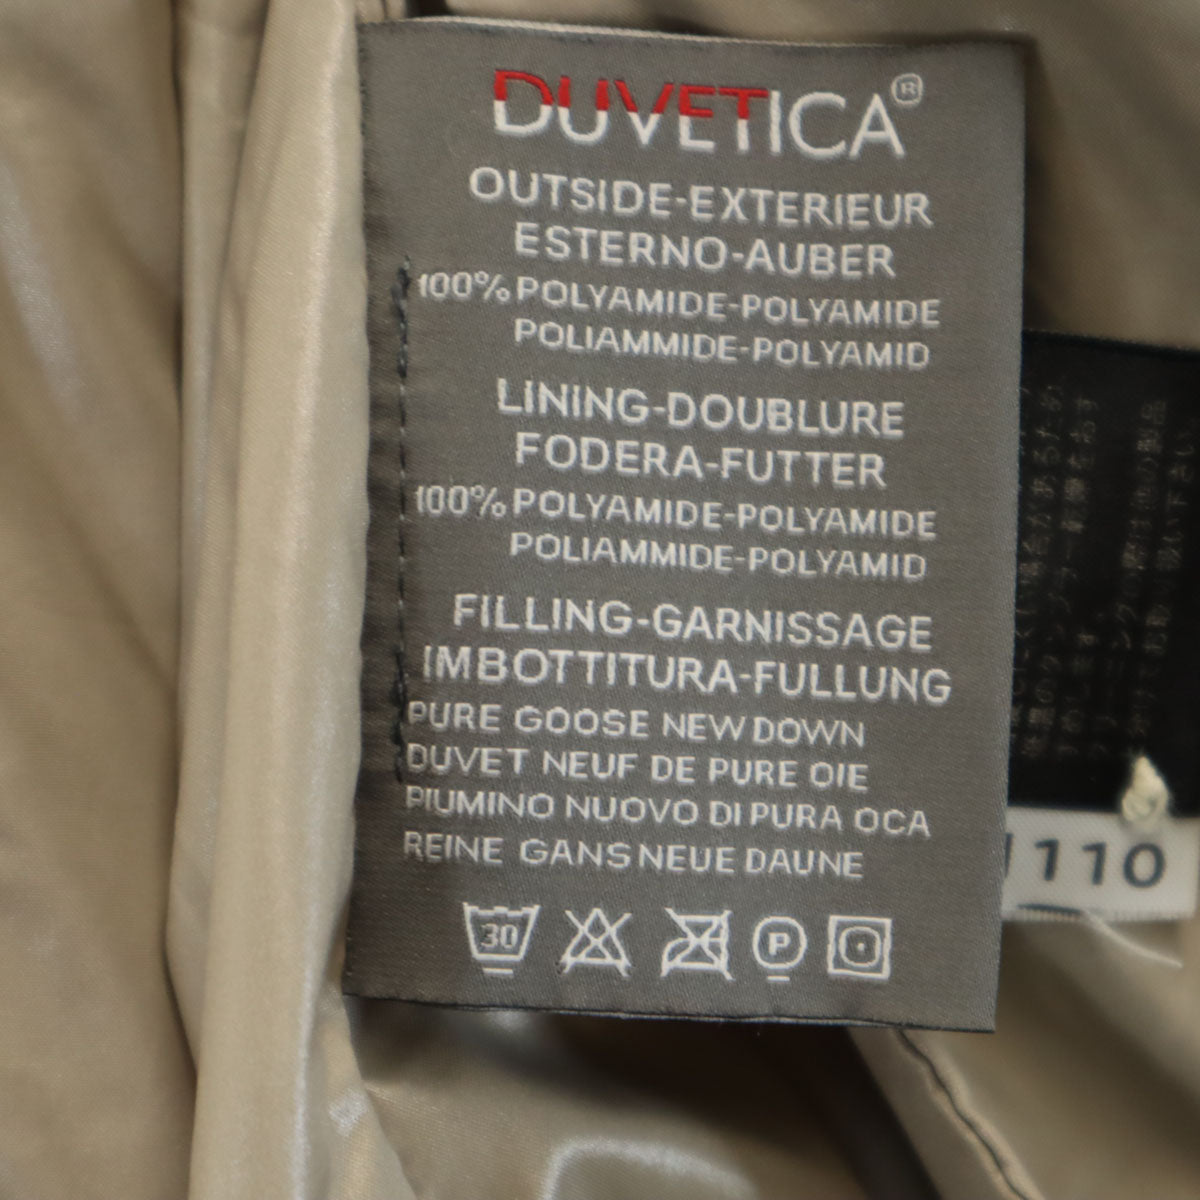 DUVETICA®
OUTSIDE-EXTERIEUR
ESTERNO-AUBER
100% POLYAMIDE-POLYAMIDE
POLIAMMIDE-POLYAMID
LINING-DOUBLURE
FODERA-FUTTER
100% POLYAMIDE-POLYAMIDE
POLIAMMIDE-POLYAMID
FILLING-GARNISSAGE
IMBOTTITURA-FULLUNG
PURE GOOSE NEW DOWN
DUVET NEUF DE PURE OIE
PIUMINO NUOVO DI PURA OCA
REINE GANS NEUE DAUNE
30
P
110